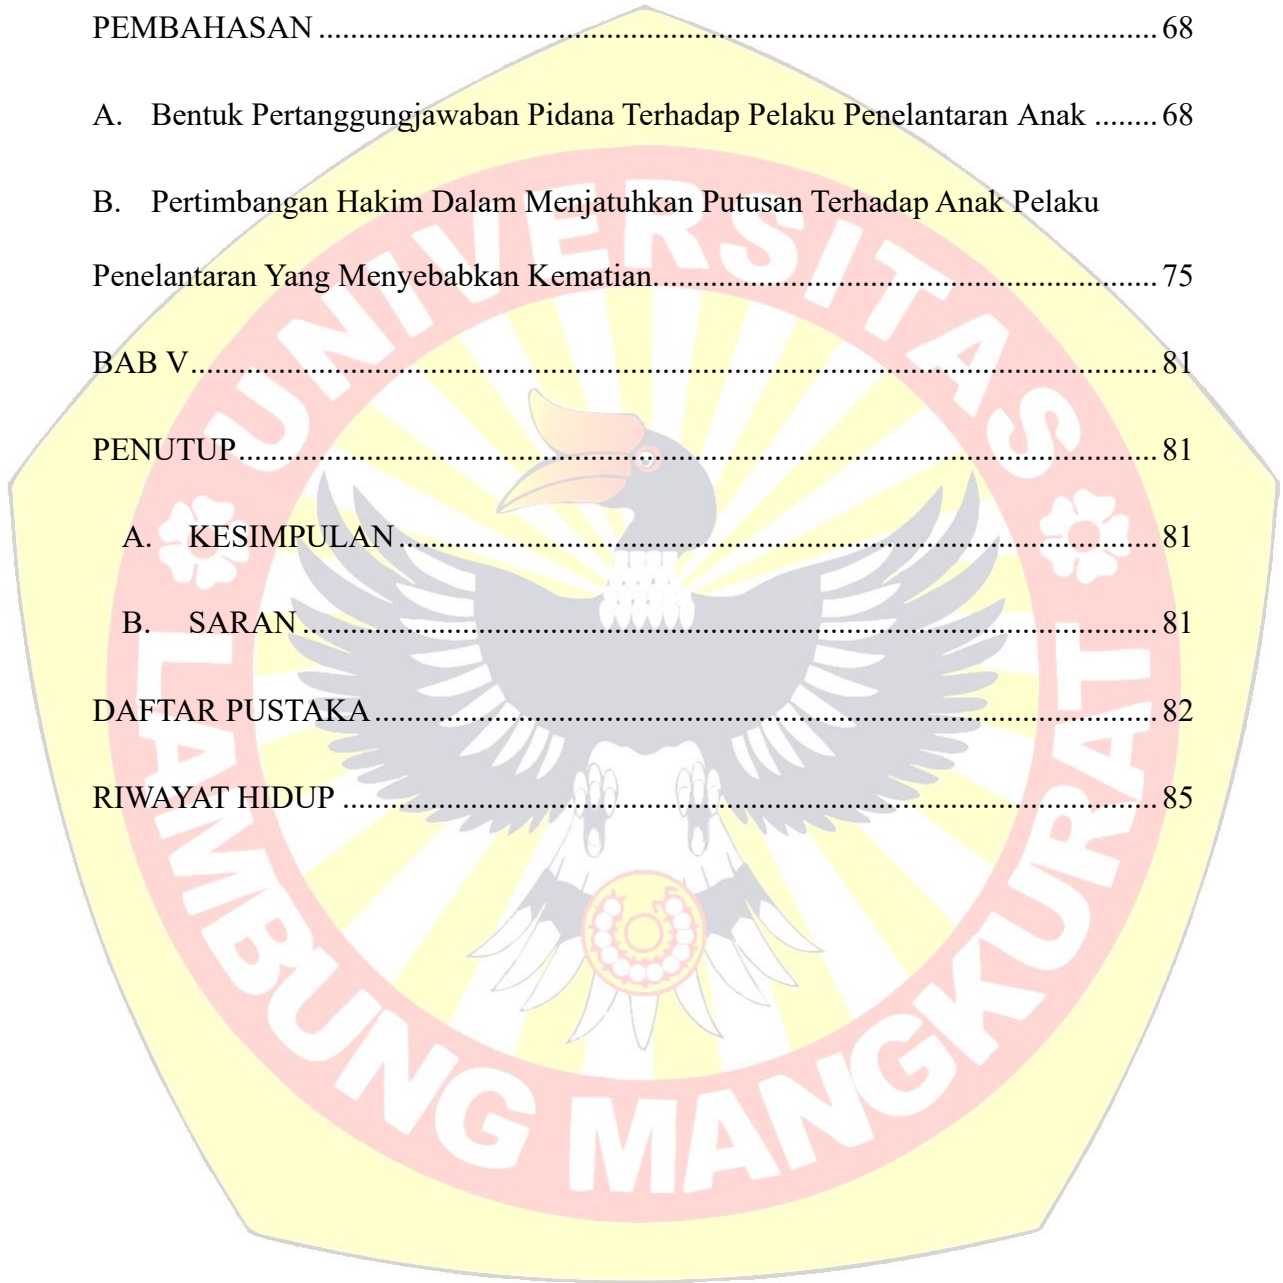 PEMBAHASAN ........................................................................................ 68
A. Bentuk Pertanggungjawaban Pidana Terhadap Pelaku Penelantaran Anak ........ 68
B. Pertimbangan Hakim Dalam Menjatuhkan Putusan Terhadap Anak Pelaku
Penelantaran Yang Menyebabkan Kematian..................................................... 75
BAB V..................................................................................................... 81
PENUTUP................................................................................................ 81
A. KESIMPULAN ................................................................................ 81
B. SARAN .......................................................................................... 81
DAFTAR PUSTAKA .................................................................................. 82
RIWAYAT HIDUP ..................................................................................... 85
UNIVERSITAS
LAMBUNG MANGKURAT